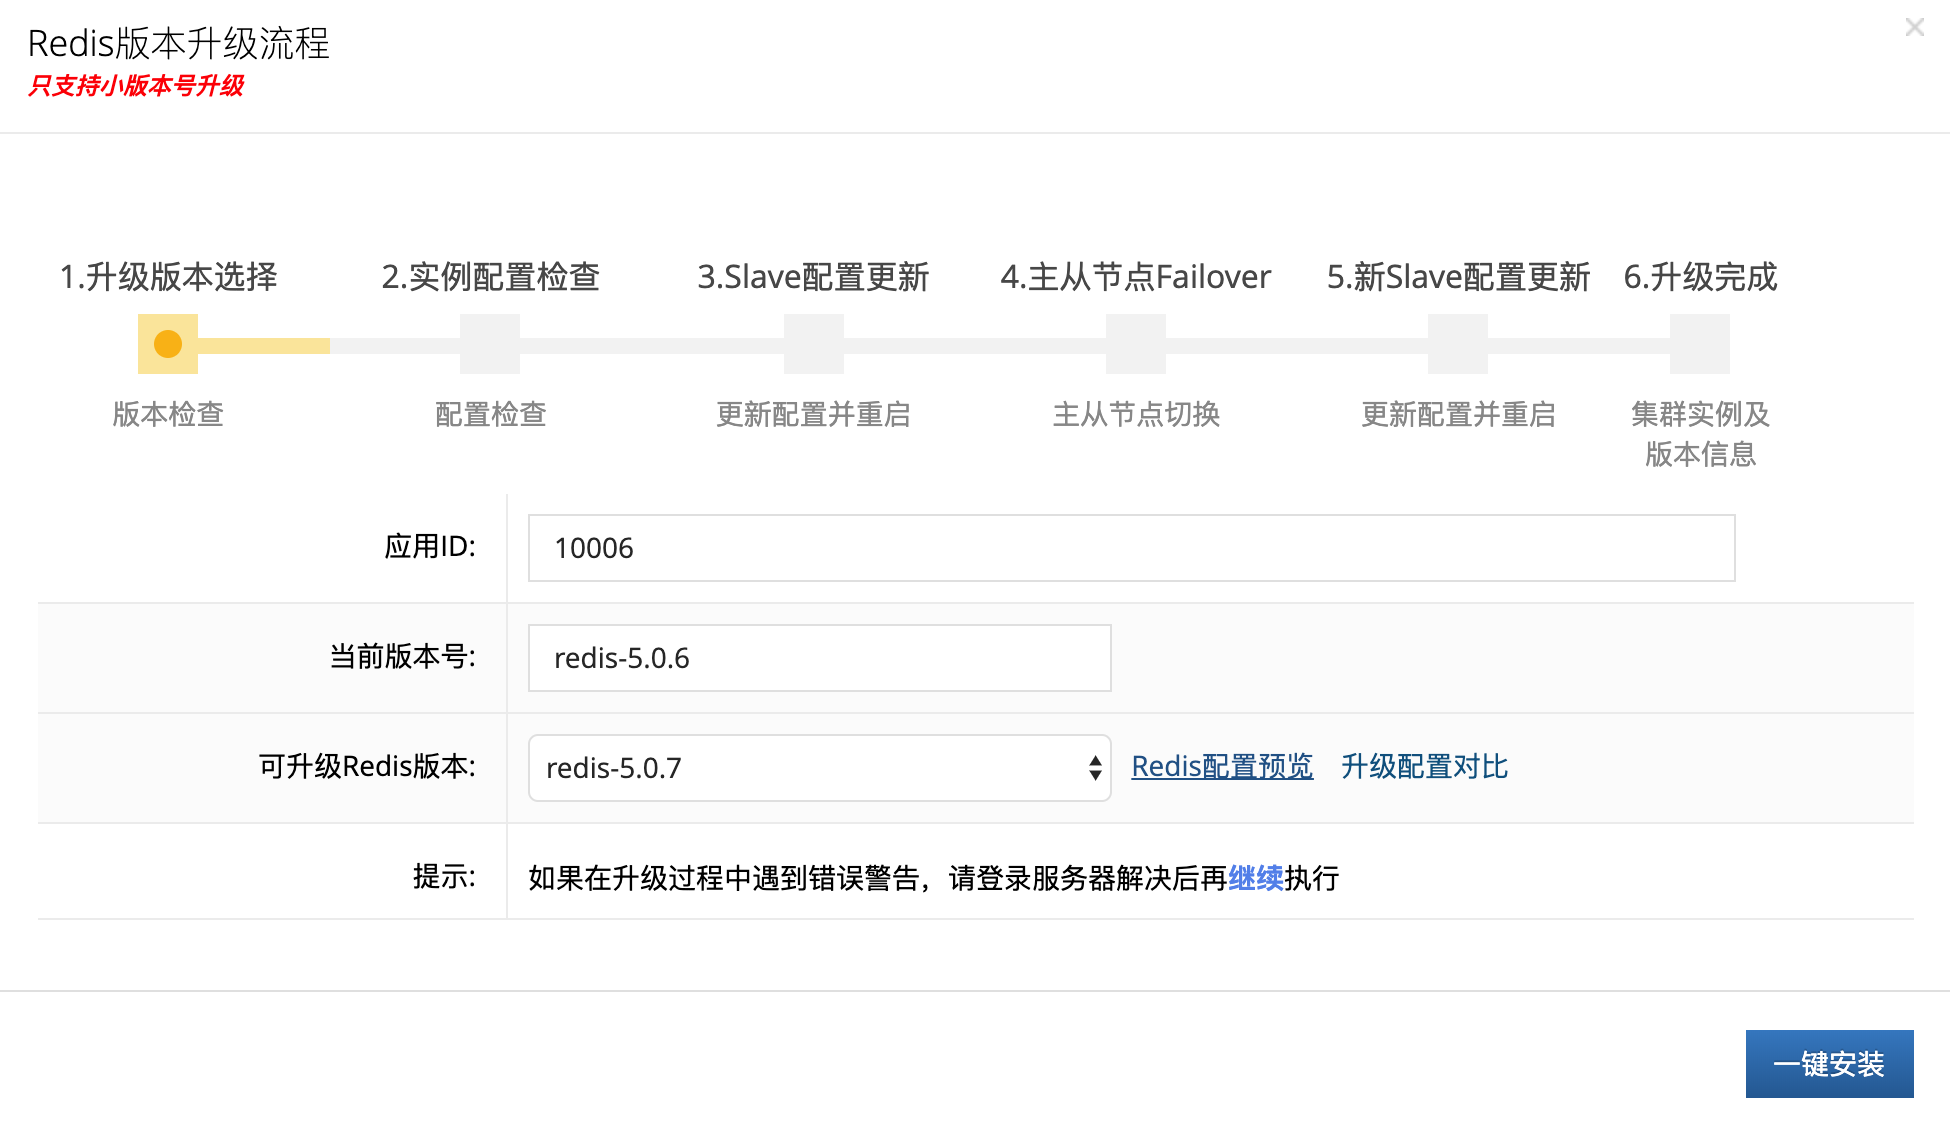 Redis版本升级流程
只支持小版本号升级
1.升级版本选择
2.实例配置检查
3.Slave配置更新
4.主从节点Failover
5.新Slave配置更新
6.升级完成
版本检查
配置检查
更新配置并重启
主从节点切换
更新配置并重启
集群实例及
版本信息
应用ID:
10006
当前版本号:
redis-5.0.6
可升级Redis版本:
redis-5.0.7
Redis配置预览
升级配置对比
提示:
如果在升级过程中遇到错误警告，请登录服务器解决后再继续执行
一键安装